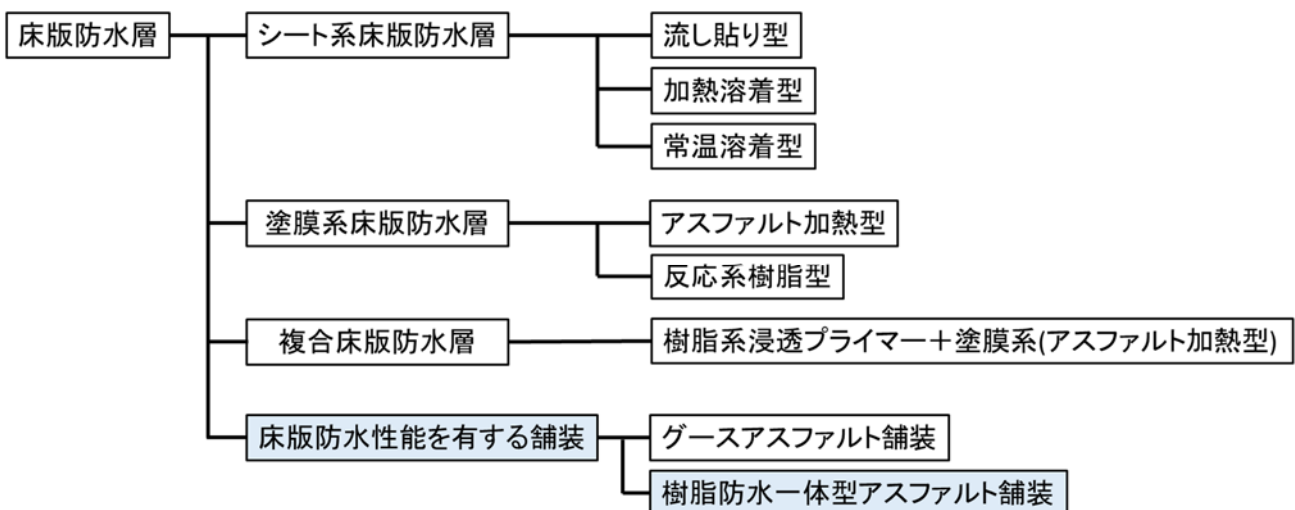 床版防水層
シート系床版防水層
流し貼り型
加熱溶着型
常温溶着型
塗膜系床版防水層
アスファルト加熱型
反応系樹脂型
複合床版防水層
樹脂系浸透プライマー＋塗膜系(アスファルト加熱型)
床版防水性能を有する舗装
グースアスファルト舗装
樹脂防水一体型アスファルト舗装